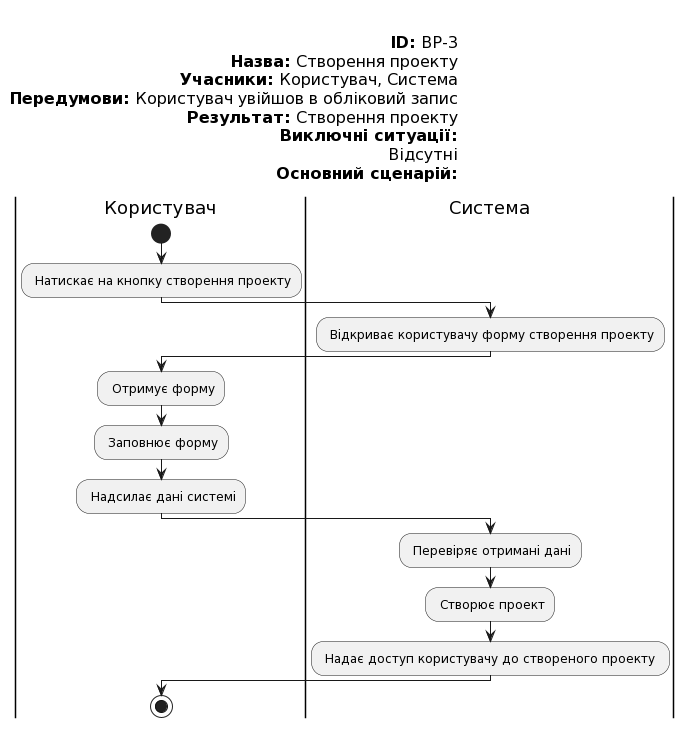 ID: BP-3
Назва: Створення проекту
Учасники: Користувач, Система
Передумови: Користувач увійшов в обліковий запис
Результат: Створення проекту
Виключні ситуації:
Відсутні
Основний сценарій:
Користувач
Система
Натискає на кнопку створення проекту
Відкриває користувачу форму створення проекту
Отримує форму
Заповнює форму
Надсилає дані системі
Перевіряє отримані дані
Створює проект
Надає доступ користувачу до створеного проекту